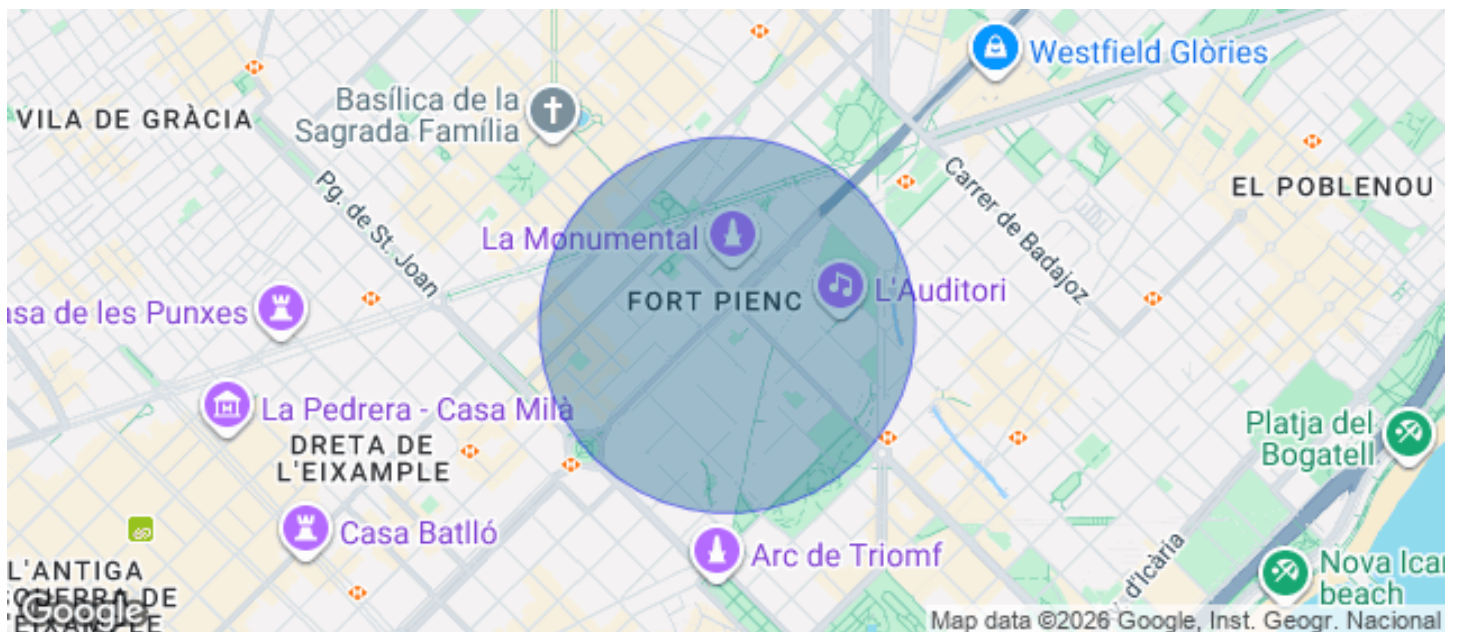 Westfield Glòries
Basílica de la
Sagrada Família
VILA DE GRÀCIA
Pg. de St. Joan
Carrer de Badajoz
EL POBLENOU
La Monumental
L'Auditori
FORT PIENC
asa de les Punxes
La Pedrera - Casa Milà
DRETA DE
L'EIXAMPLE
Platja del
Bogatell
Casa Batlló
Arc de Triomf
d'Icària
Nova Icar
beach
L'ANTIGA
Google
Map data ©2026 Google, Inst. Geogr. Nacional